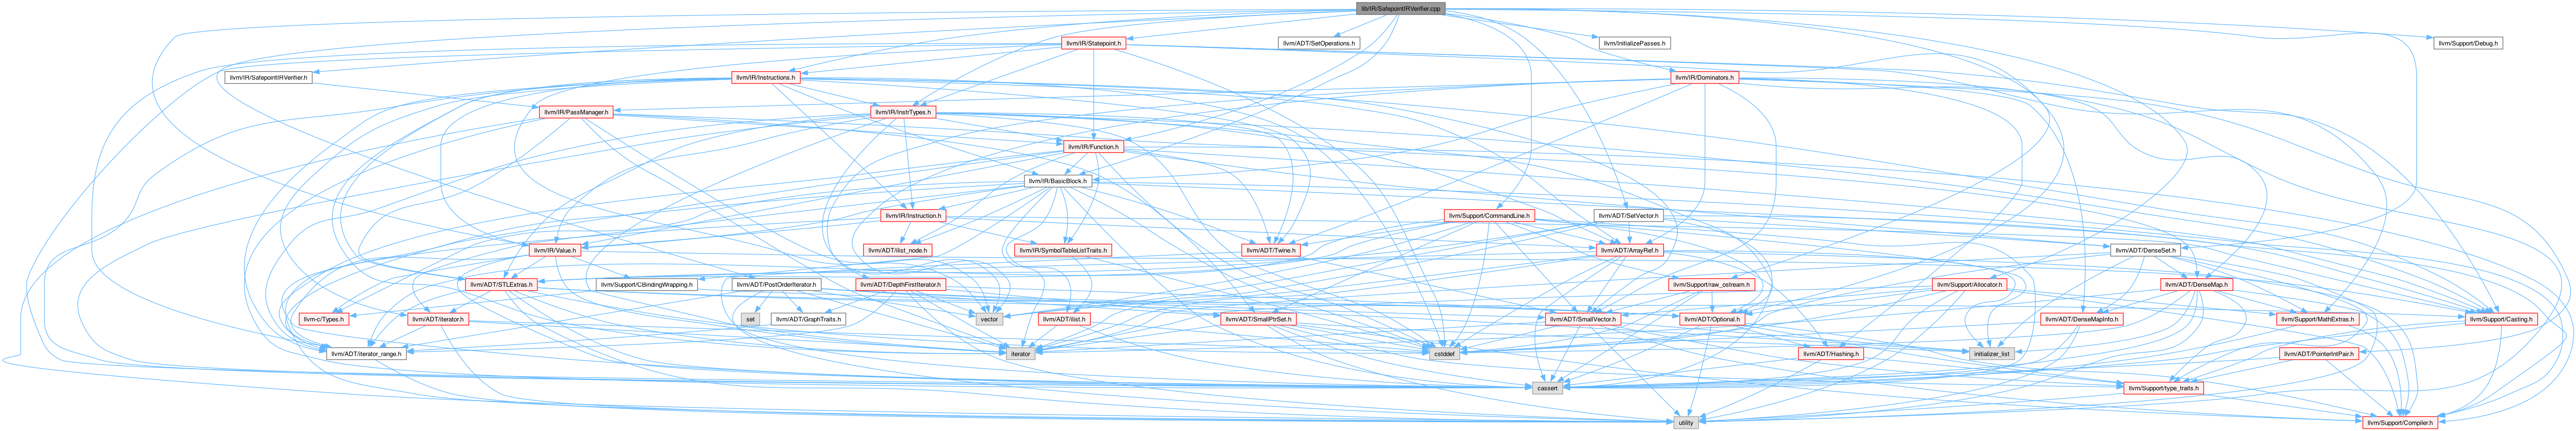 lib/IR/SafepointIRVerifier.cpp
llvm/IR/Statepoint.h
llvm/ADT/SetOperations.h
llvm/InitializePasses.h
llvm/Support/Debug.h
llvm/IR/SafepointIRVerifier.h
llvm/IR/Instructions.h
llvm/IR/Dominators.h
llvm/IR/PassManager.h
llvm/IR/InstrTypes.h
llvm/IR/Function.h
llvm/IR/BasicBlock.h
llvm/IR/Instruction.h
llvm/Support/CommandLine.h
llvm/ADT/SetVector.h
llvm/IR/Value.h
llvm/ADT/ilist_node.h
llvm/IR/SymbolTableListTraits.h
llvm/ADT/Twine.h
llvm/ADT/ArrayRef.h
llvm/ADT/DenseSet.h
llvm/ADT/STLExtras.h
llvm/Support/CBindingWrapping.h
llvm/ADT/PostOrderIterator.h
llvm/ADT/DepthFirstIterator.h
llvm/Support/raw_ostream.h
llvm/Support/Allocator.h
llvm/ADT/DenseMap.h
llvm-c/Types.h
llvm/ADT/iterator.h
set
llvm/ADT/GraphTraits.h
vector
llvm/ADT/ilist.h
llvm/ADT/SmallPtrSet.h
llvm/ADT/SmallVector.h
llvm/ADT/Optional.h
llvm/ADT/DenseMapInfo.h
llvm/Support/MathExtras.h
llvm/Support/Casting.h
llvm/ADT/iterator_range.h
iterator
cstddef
llvm/ADT/Hashing.h
initializer_list
llvm/ADT/PointerIntPair.h
cassert
llvm/Support/type_traits.h
utility
llvm/Support/Compiler.h